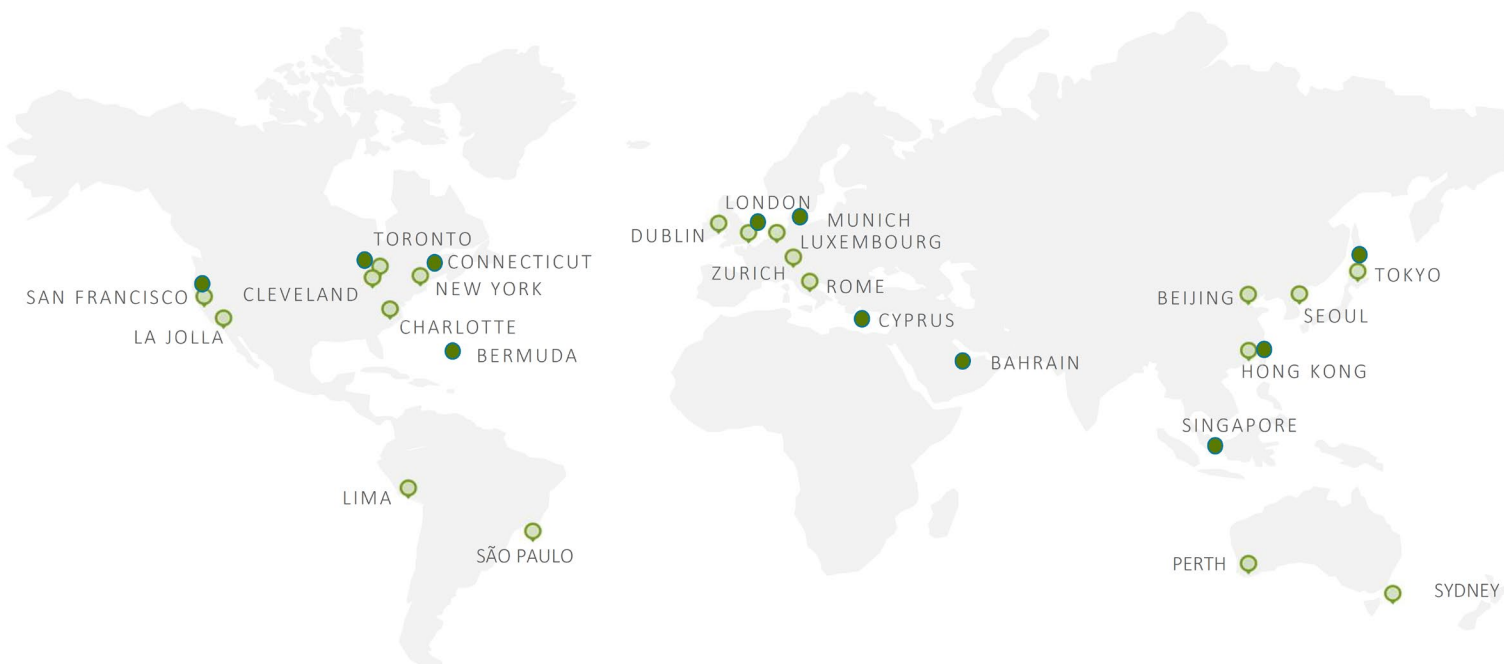 LONDON
MUNICH
DUBLIN
LUXEMBOURG
TORONTO
CONNECTICUT
ZURICH
TOKYO
ROME
NEW YORK
CLEVELAND
SAN FRANCISCO
BEIJING
SEOUL
CYPRUS
CHARLOTTE
LA JOLLA
BERMUDA
BAHRAIN
HONG KONG
SINGAPORE
LIMA
SÃO PAULO
PERTH
SYDNEY